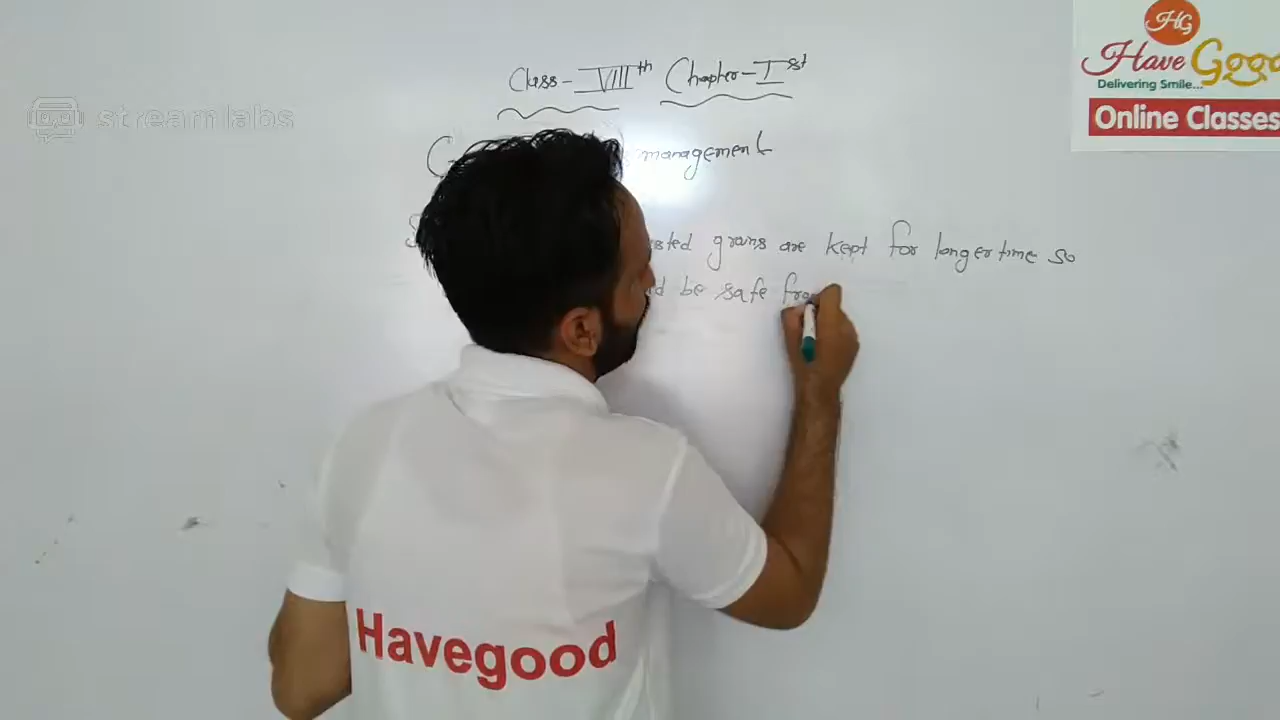 streamlabs
HG
Have Good
Delivering Smile...
Online Classes
Class-VIIIth Chapter-Ist
management
grains are kept for longer time so
be safe
Havegood